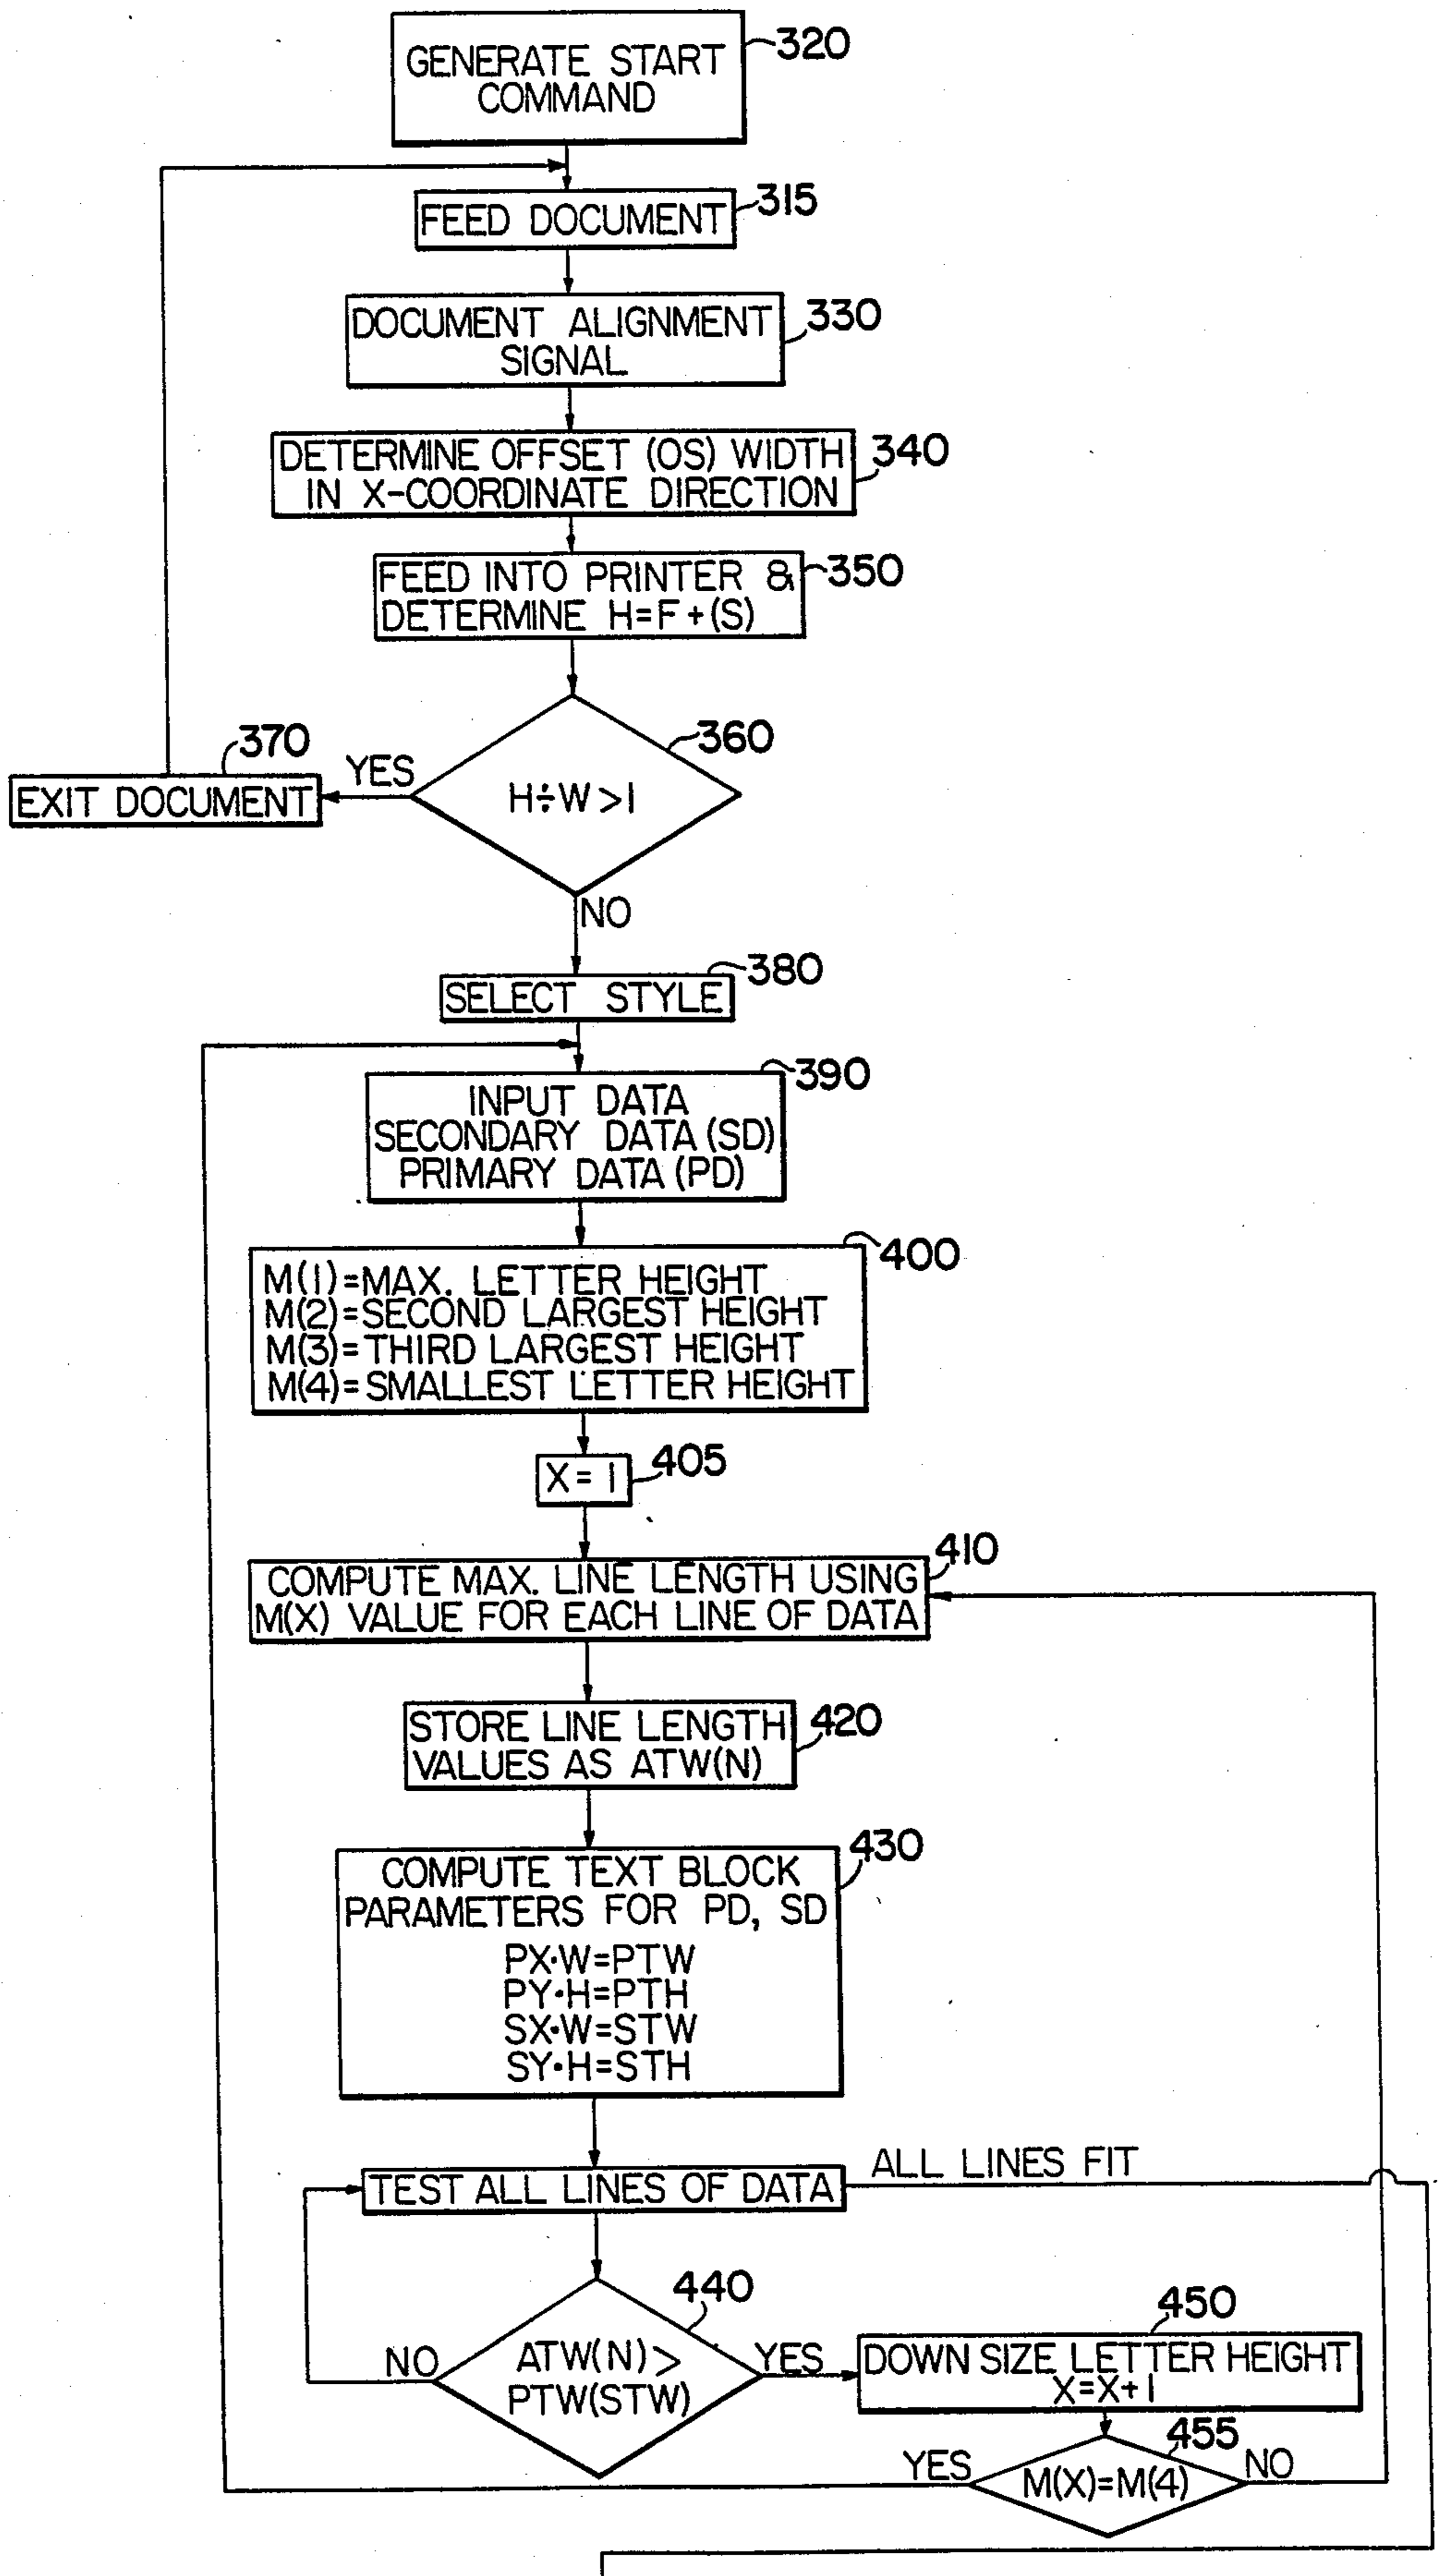 GENERATE START
COMMAND
320
FEED DOCUMENT
315
DOCUMENT ALIGNMENT
SIGNAL
330
DETERMINE OFFSET (OS) WIDTH
IN X-COORDINATE DIRECTION
340
FEED INTO PRINTER &
DETERMINE H=F+(S)
350
360
H÷W>1
YES
370
EXIT DOCUMENT
NO
380
SELECT STYLE
390
INPUT DATA
SECONDARY DATA (SD)
PRIMARY DATA (PD)
400
M(1)=MAX. LETTER HEIGHT
M(2)=SECOND LARGEST HEIGHT
M(3)=THIRD LARGEST HEIGHT
M(4)=SMALLEST LETTER HEIGHT
X=1
405
410
COMPUTE MAX. LINE LENGTH USING
M(X) VALUE FOR EACH LINE OF DATA
STORE LINE LENGTH
VALUES AS ATW(N)
420
430
COMPUTE TEXT BLOCK
PARAMETERS FOR PD, SD
PX·W=PTW
PY·H=PTH
SX·W=STW
SY·H=STH
TEST ALL LINES OF DATA
ALL LINES FIT
440
ATW(N)>
PTW(STW)
NO
YES
450
DOWN SIZE LETTER HEIGHT
X=X+1
455
M(X)=M(4)
YES
NO